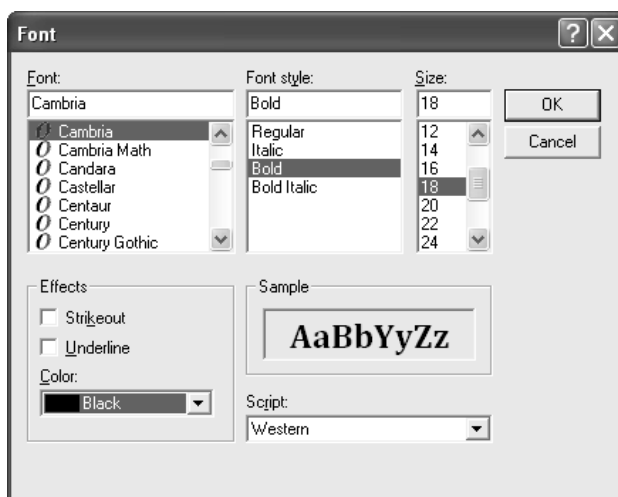 Font
Font:
Cambria
Cambria
Cambria Math
Candara
Castellar
Centaur
Century
Century Gothic
Font style:
Bold
Regular
Italic
Bold
Bold Italic
Size:
18
12
14
16
18
20
22
24
OK
Cancel
Effects
Strikeout
Underline
Color:
Black
Sample
AaBbYyZz
Script:
Western